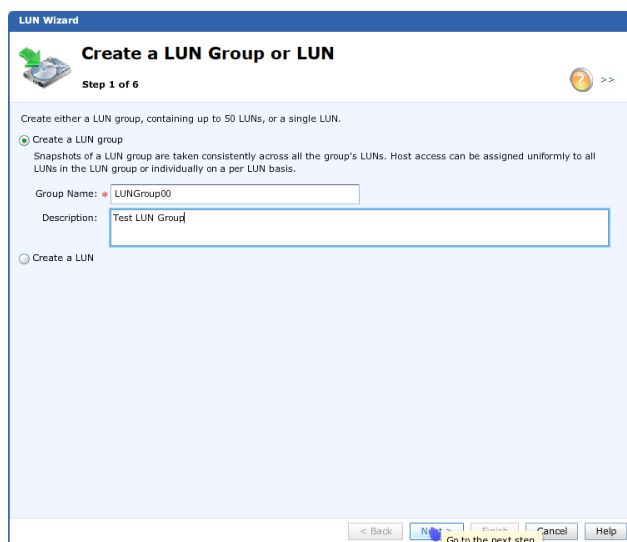 LUN Wizard
Create a LUN Group or LUN
Step 1 of 6
>>
Create either a LUN group, containing up to 50 LUNs, or a single LUN.
Create a LUN group
Snapshots of a LUN group are taken consistently across all the group's LUNs. Host access can be assigned uniformly to all
LUNs in the LUN group or individually on a per LUN basis.
Group Name: * LUNGroup00
Description: Test LUN Group
Create a LUN
< Back Next > Finish Cancel Help
Go to the next step